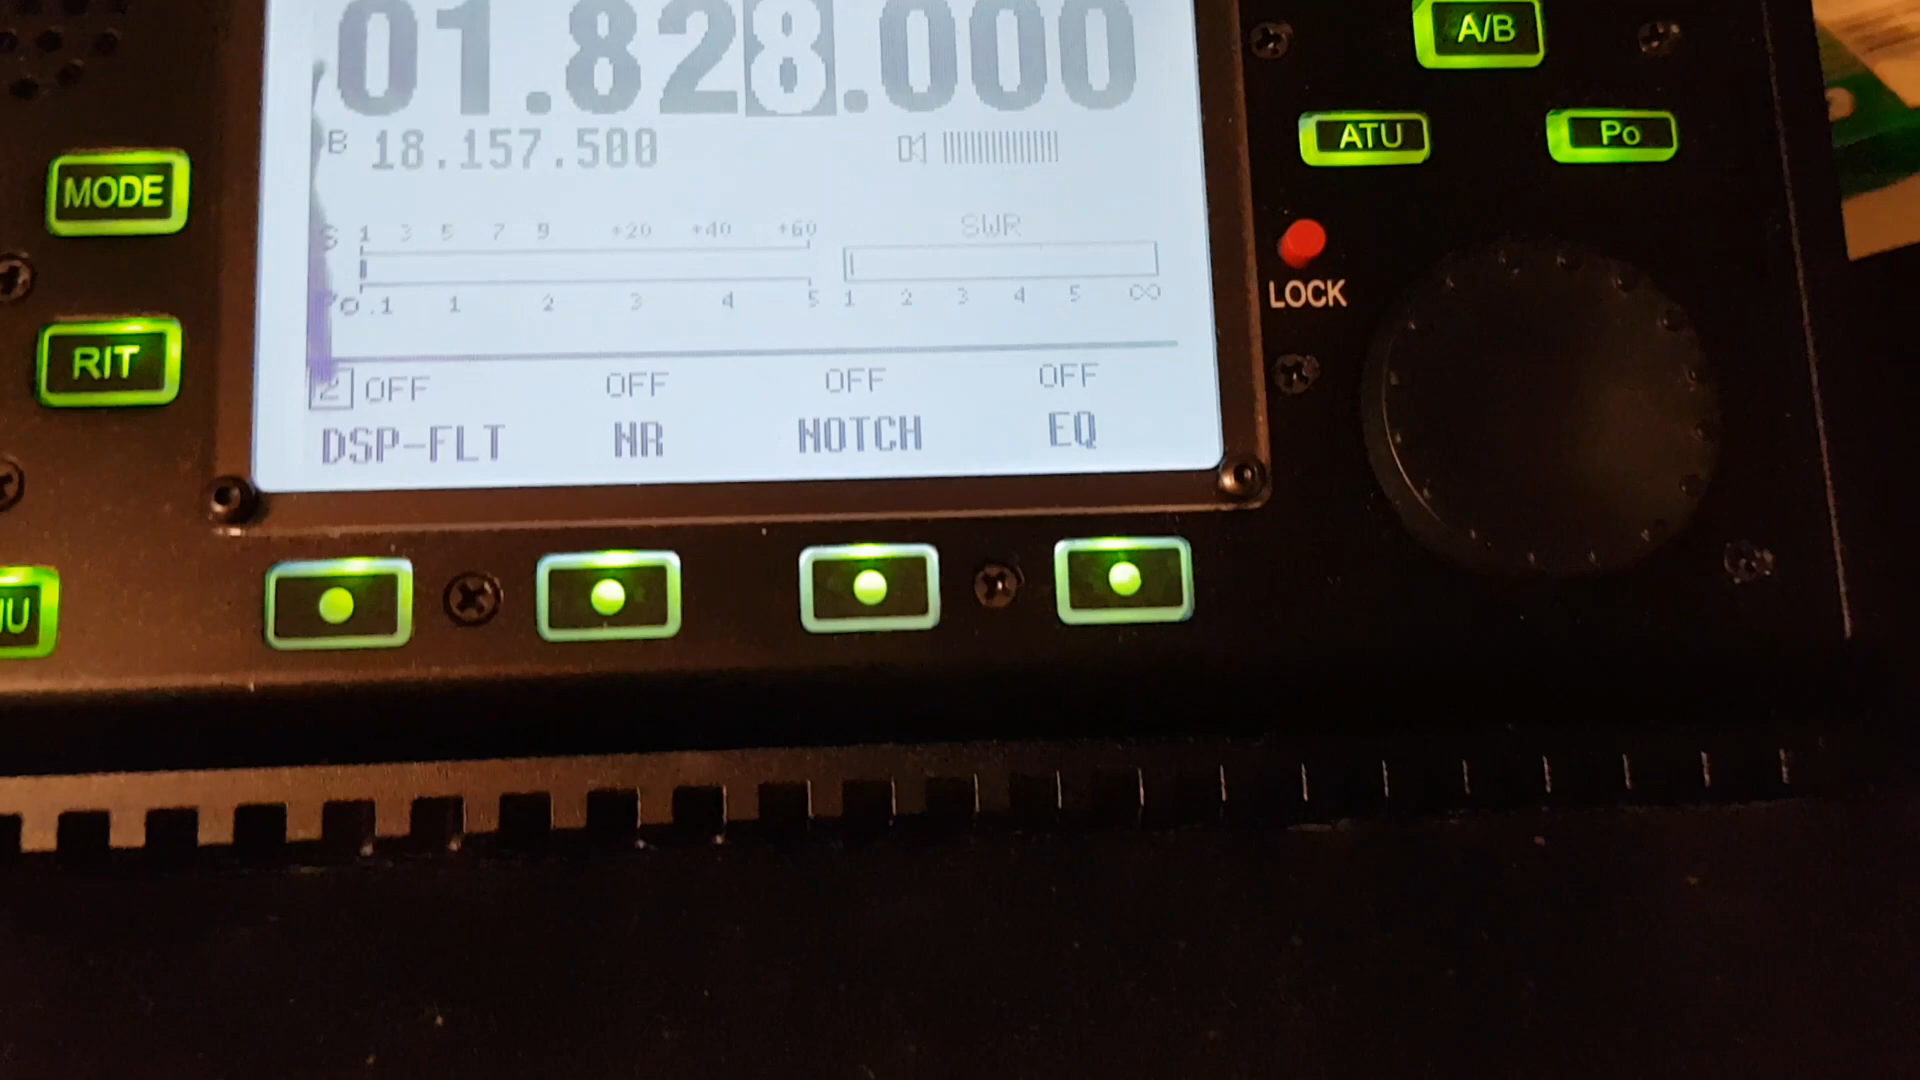 01.828.000
A/B
B 18.157.500
ATU
Po
MODE
S 1 3 5 7 9 +20 +40 +60
SWR
0.1 1 2 3 4 5
1 2 3 4 5 ∞
LOCK
RIT
2 OFF OFF OFF OFF
DSP-FLT NR NOTCH EQ